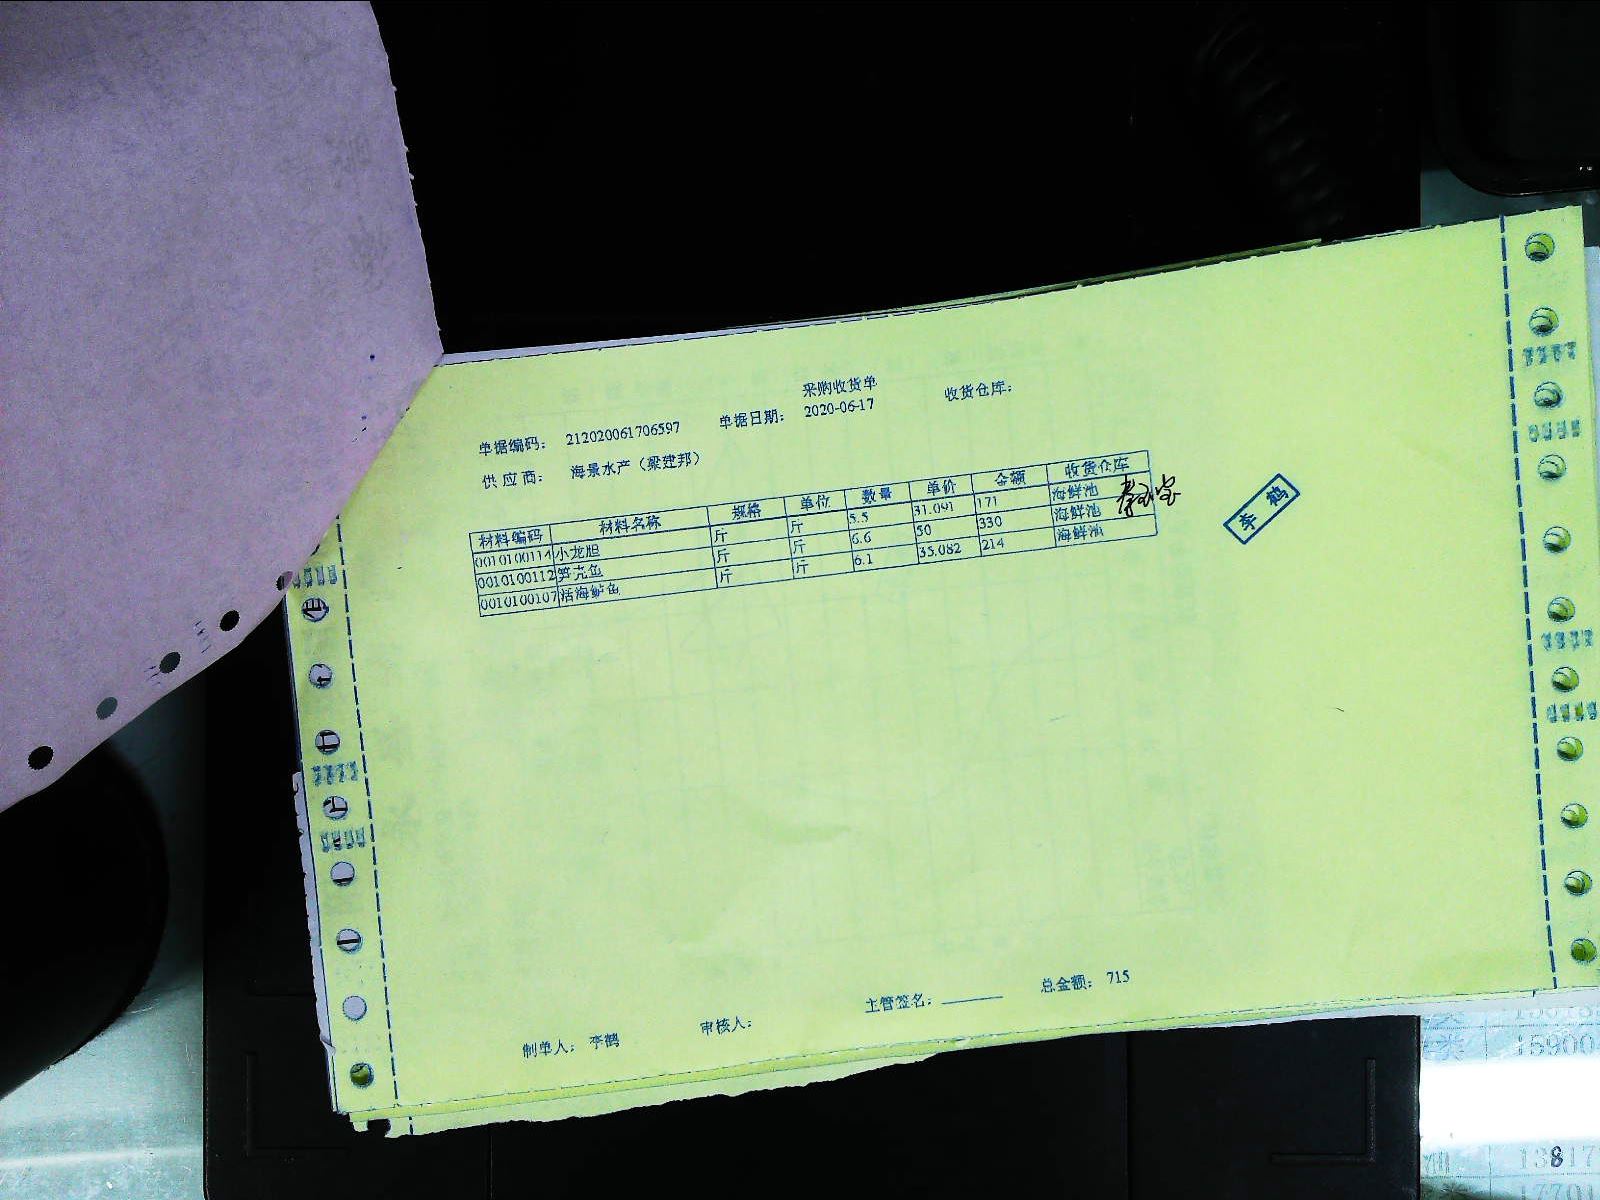 采购收货单
单据编码： 212020061706597 单据日期： 2020-06-17 收货仓库：
供应商： 海景水产（梁建邦）
材料编码 材料名称 规格 单位 数量 单价 金额 收货仓库
0010100114 小龙胆 斤 斤 5.5 31.091 171 海鲜池
0010100112 笋壳鱼 斤 斤 6.6 50 330 海鲜池
0010100107 活海鲈鱼 斤 斤 6.1 35.082 214 海鲜池
李鹤
制单人： 李鹤 审核人： 主管签名： 总金额： 715
15900
13817